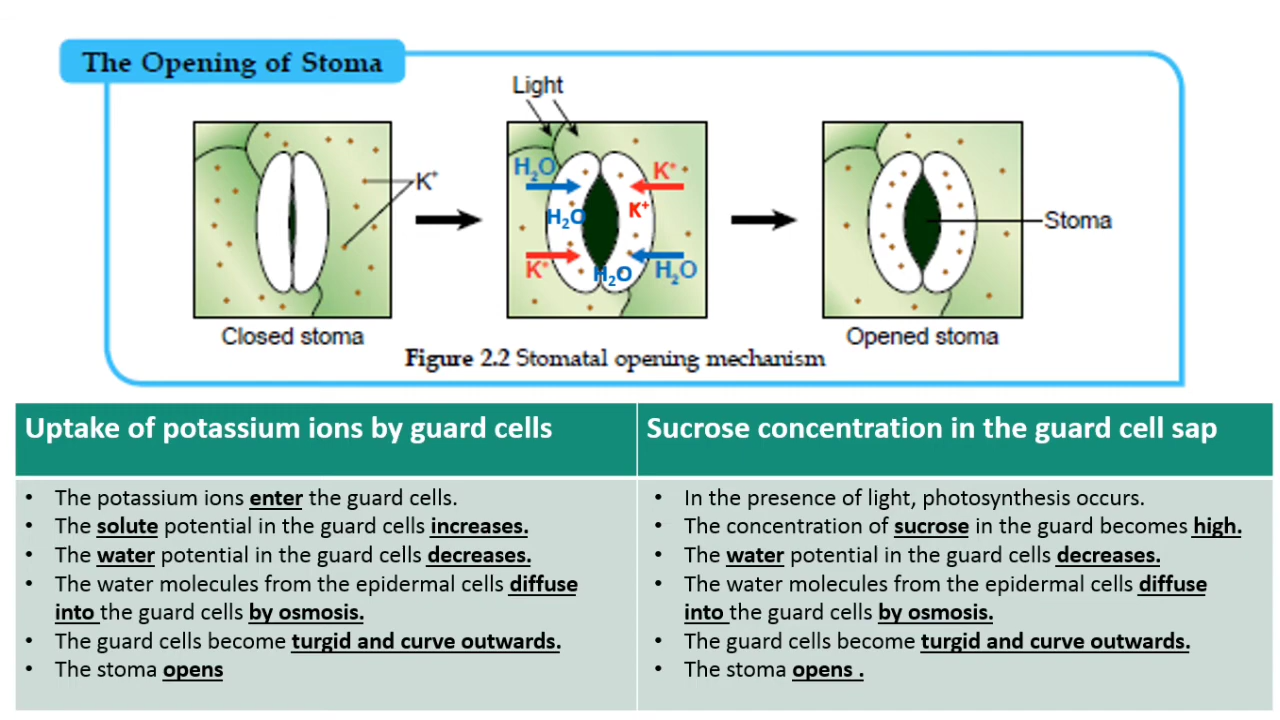 The Opening of Stoma
Light
H₂O
K⁺
K⁺
H₂O
K⁺
Stoma
K⁺
H₂O
H₂O
Closed stoma
Opened stoma
Figure 2.2 Stomatal opening mechanism
Uptake of potassium ions by guard cells
Sucrose concentration in the guard cell sap
• The potassium ions enter the guard cells.
• The solute potential in the guard cells increases.
• The water potential in the guard cells decreases.
• The water molecules from the epidermal cells diffuse
into the guard cells by osmosis.
• The guard cells become turgid and curve outwards.
• The stoma opens
• In the presence of light, photosynthesis occurs.
• The concentration of sucrose in the guard becomes high.
• The water potential in the guard cells decreases.
• The water molecules from the epidermal cells diffuse
into the guard cells by osmosis.
• The guard cells become turgid and curve outwards.
• The stoma opens .